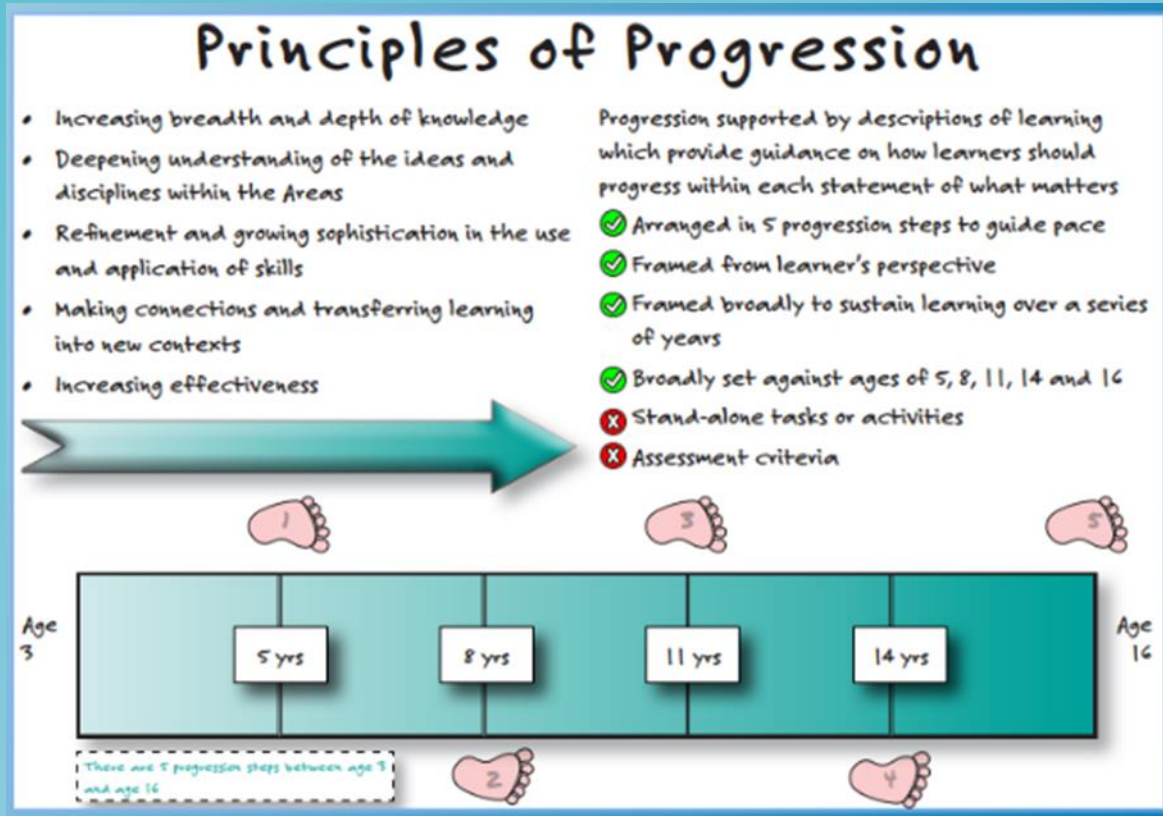 Principles of Progression
• Increasing breadth and depth of knowledge
• Deepening understanding of the ideas and
disciplines within the Areas
• Refinement and growing sophistication in the use
and application of skills
• Making connections and transferring learning
into new contexts
• Increasing effectiveness
Progression supported by descriptions of learning
which provide guidance on how learners should
progress within each statement of what matters
Arranged in 5 progression steps to guide pace
Framed from learner's perspective
Framed broadly to sustain learning over a series
of years
Broadly set against ages of 5, 8, 11, 14 and 16
Stand-alone tasks or activities
Assessment criteria
1
3
5
Age
3
5 yrs
8 yrs
11 yrs
14 yrs
Age
16
There are 5 progression steps between age 3
and age 16
2
4